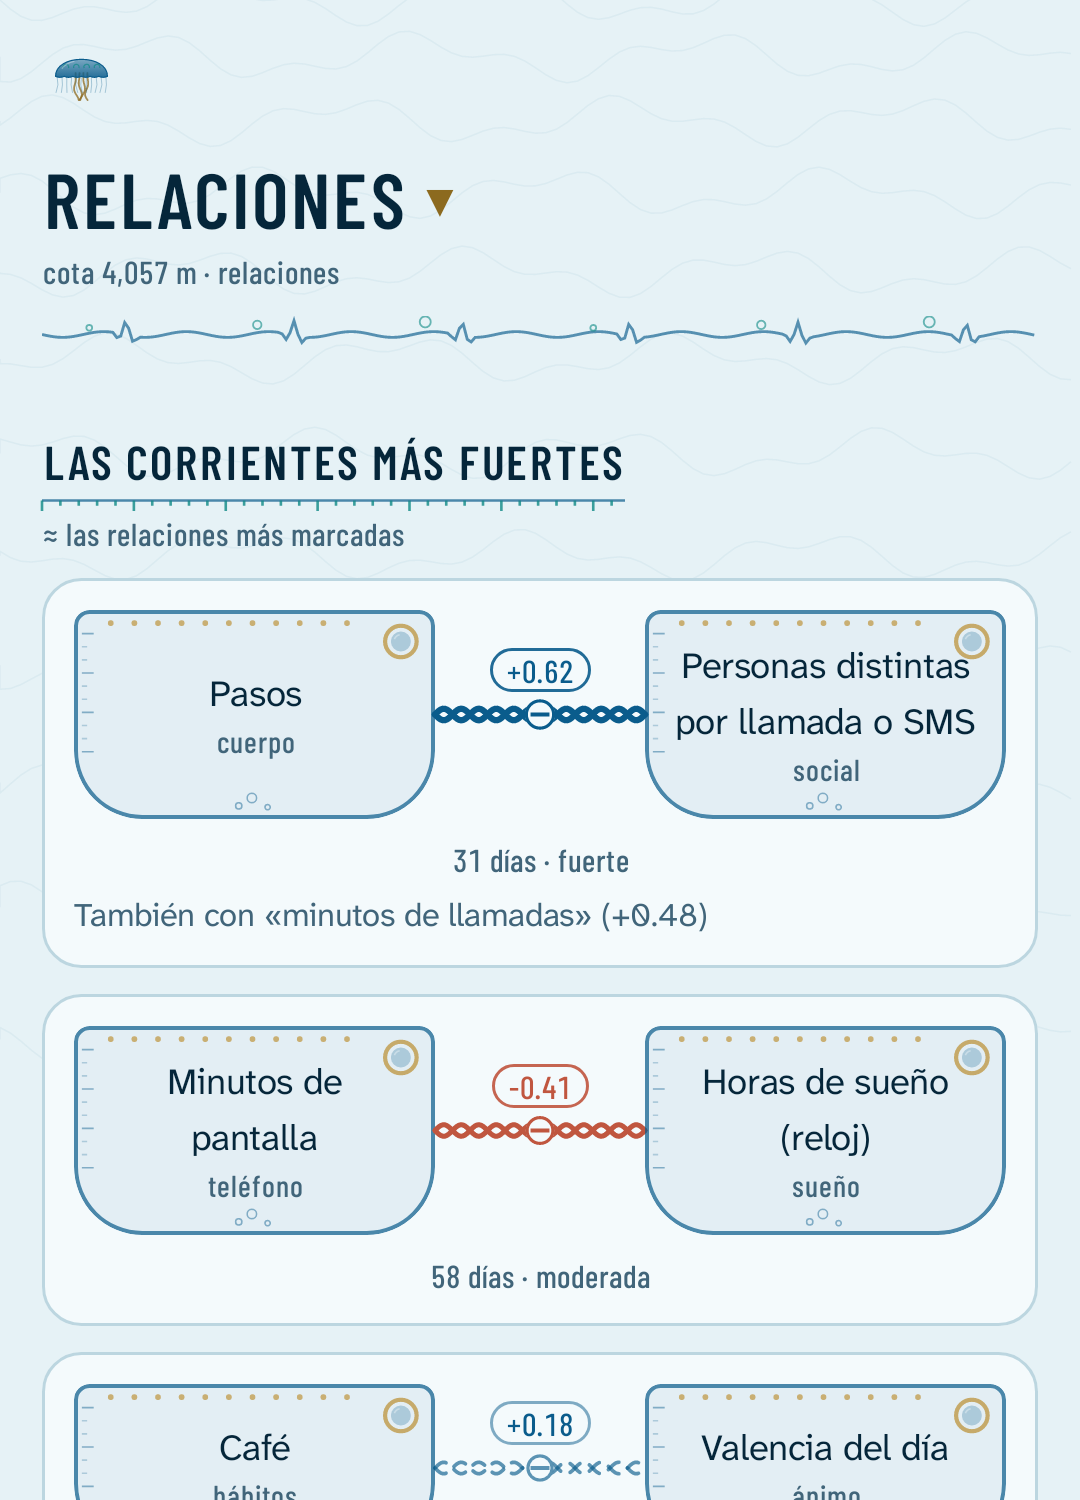 RELACIONES ▼
cota 4,057 m · relaciones
LAS CORRIENTES MÁS FUERTES
≈ las relaciones más marcadas
Pasos
cuerpo
+0.62
Personas distintas
por llamada o SMS
social
31 días · fuerte
También con «minutos de llamadas» (+0.48)
Minutos de
pantalla
teléfono
-0.41
Horas de sueño
(reloj)
sueño
58 días · moderada
Café
hábitos
+0.18
Valencia del día
ánimo